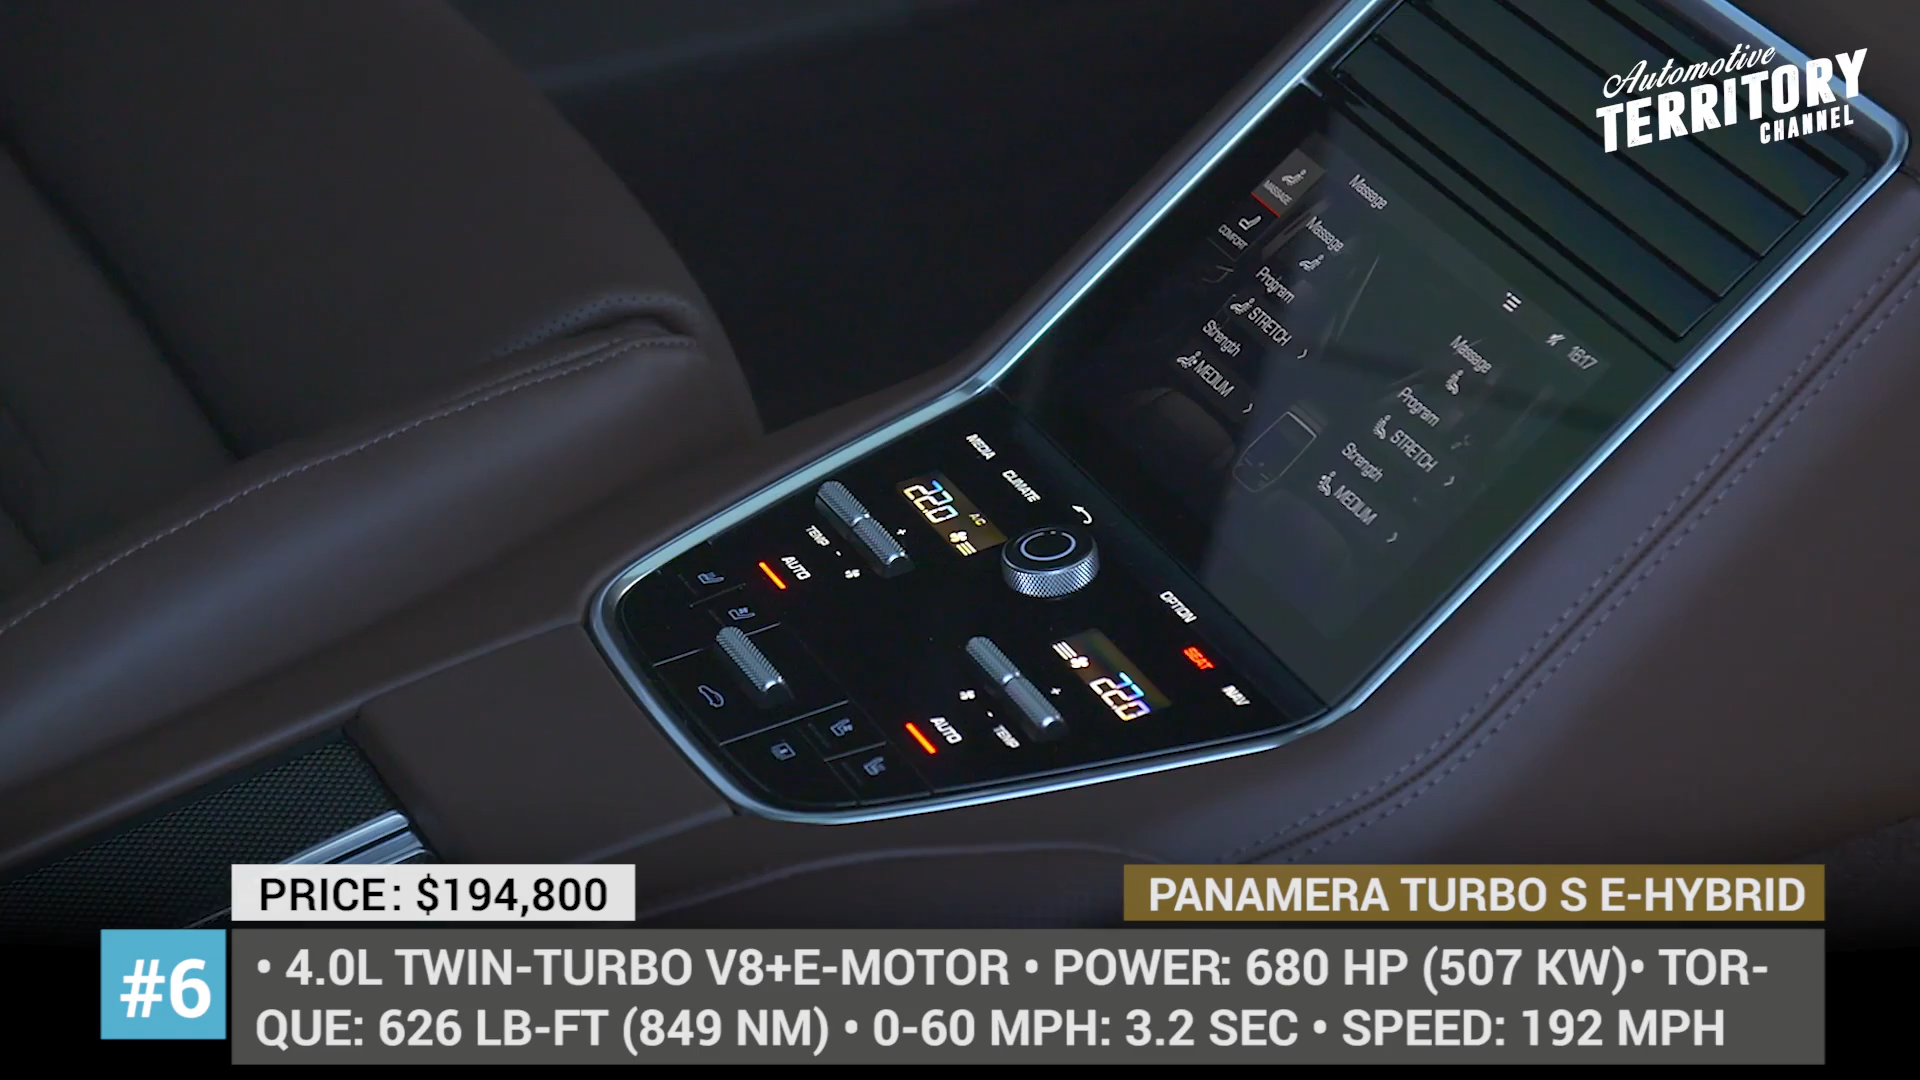 Automotive
TERRITORY
CHANNEL
MASSAGE
Massage
COMFORT
Massage
Program
STRETCH
Strength
MEDIUM
16:17
Massage
Program
STRETCH
Strength
MEDIUM
MEDIA
CLIMATE
22.0
A/C
TEMP
AUTO
OPTION
SEAT
NAV
22.0
AUTO
TEMP
PRICE: $194,800
PANAMERA TURBO S E-HYBRID
#6
• 4.0L TWIN-TURBO V8+E-MOTOR • POWER: 680 HP (507 KW)• TOR-
QUE: 626 LB-FT (849 NM) • 0-60 MPH: 3.2 SEC • SPEED: 192 MPH